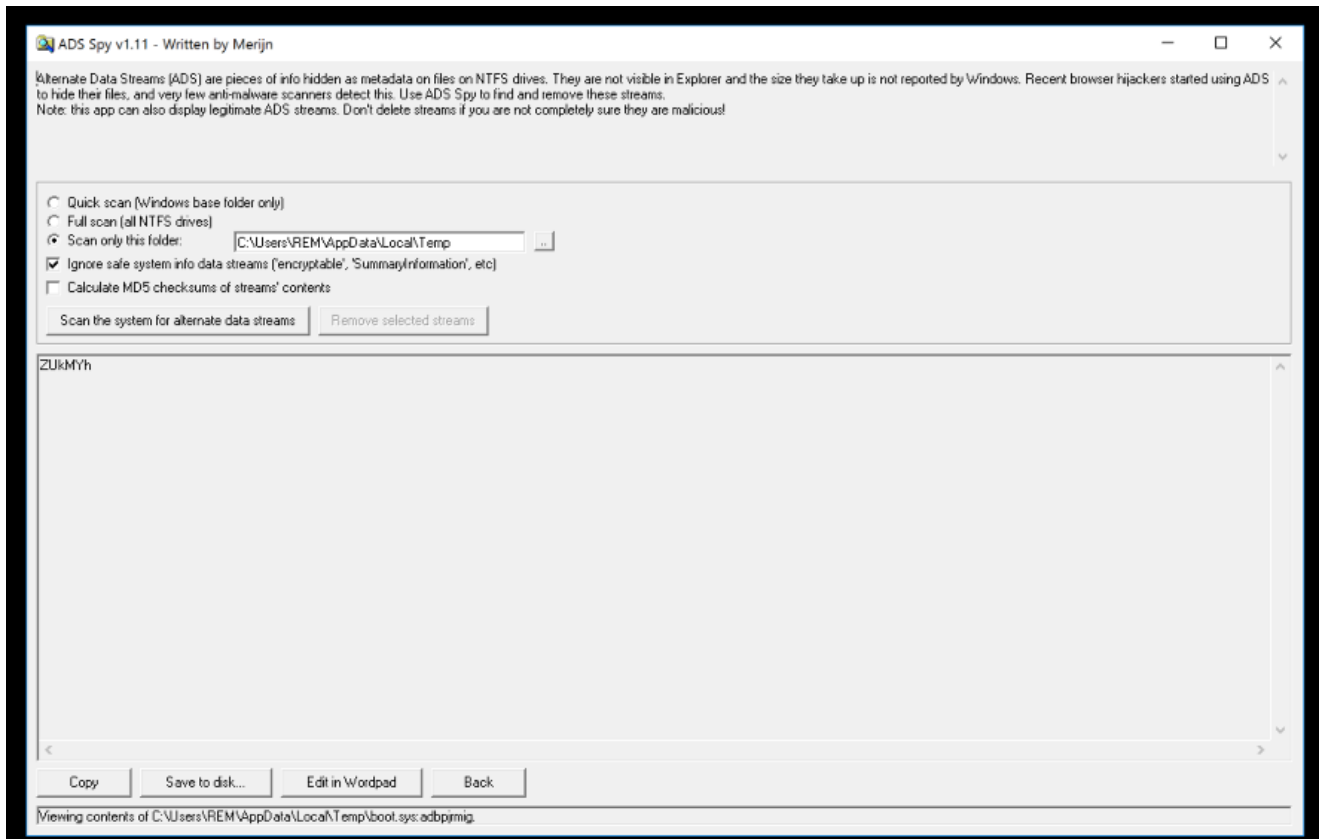 ADS Spy v1.11 - Written by Merijn
Alternate Data Streams (ADS) are pieces of info hidden as metadata on files on NTFS drives. They are not visible in Explorer and the size they take up is not reported by Windows. Recent browser hijackers started using ADS
to hide their files, and very few anti-malware scanners detect this. Use ADS Spy to find and remove these streams.
Note: this app can also display legitimate ADS streams. Don't delete streams if you are not completely sure they are malicious!
Quick scan (Windows base folder only)
Full scan (all NTFS drives)
Scan only this folder: C:\Users\REM\AppData\Local\Temp ..
Ignore safe system info data streams ('encryptable', 'SummaryInformation', etc)
Calculate MD5 checksums of streams' contents
Scan the system for alternate data streams Remove selected streams
ZUkMYh
Copy Save to disk... Edit in Wordpad Back
Viewing contents of C:\Users\REM\AppData\Local\Temp\boot.sys:adbpjrmig.